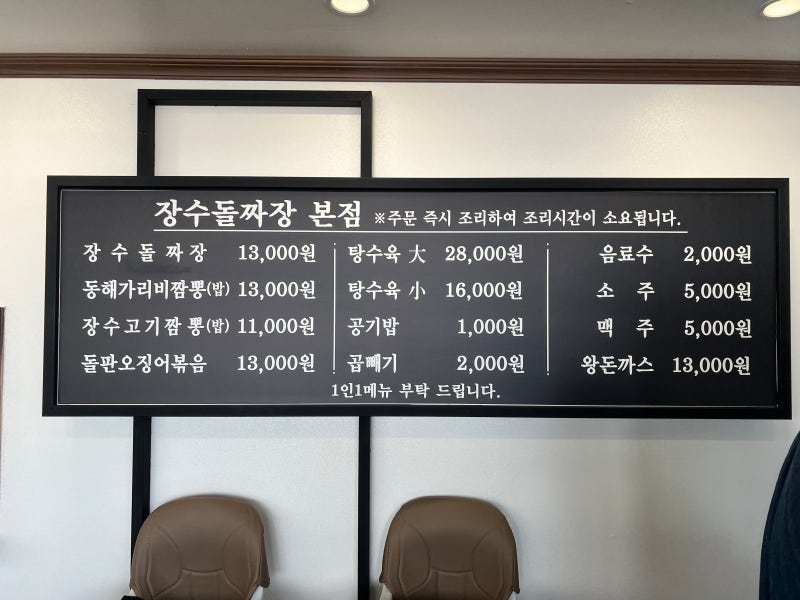 장수돌짜장 본점 ※주문 즉시 조리하여 조리시간이 소요됩니다.
장수돌짜장 13,000원
동해가리비짬뽕(밥) 13,000원
장수고기짬뽕(밥) 11,000원
돌판오징어볶음 13,000원
탕수육 大 28,000원
탕수육 小 16,000원
공기밥 1,000원
곱빼기 2,000원
음료수 2,000원
소주 5,000원
맥주 5,000원
왕돈까스 13,000원
1인1메뉴 부탁 드립니다.